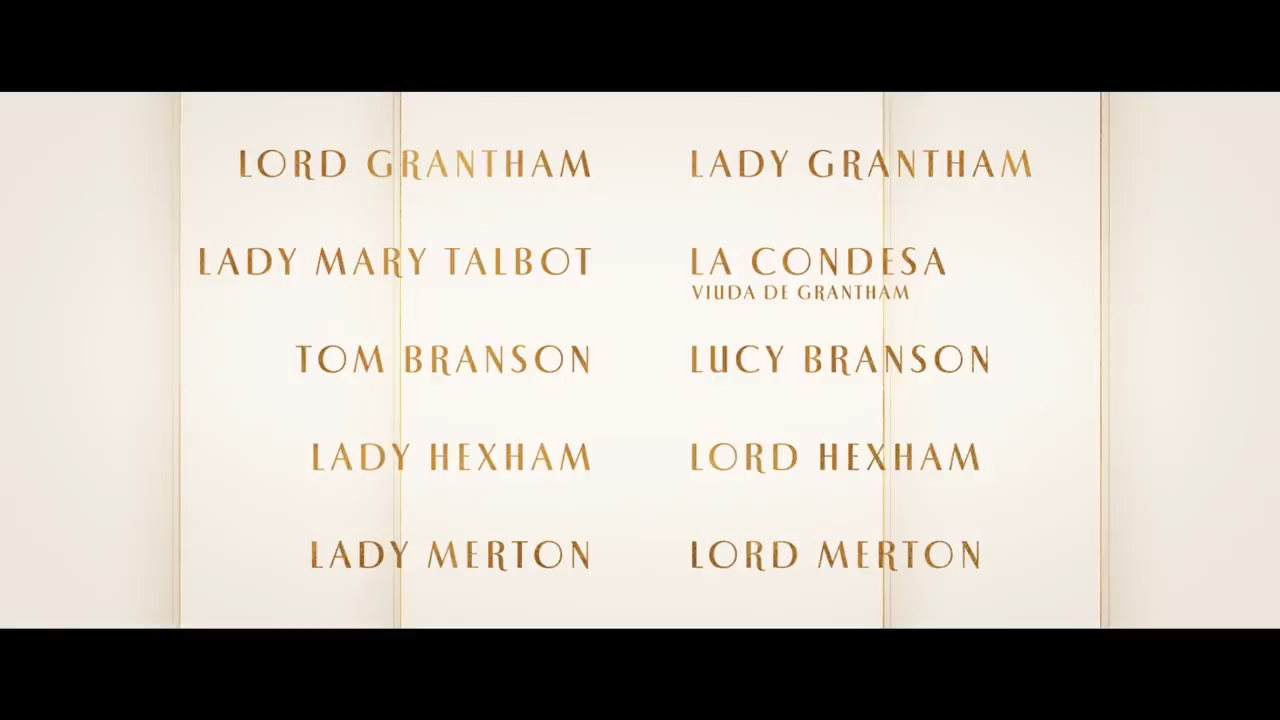 LORD GRANTHAM
LADY GRANTHAM
LADY MARY TALBOT
LA CONDESA
VIUDA DE GRANTHAM
TOM BRANSON
LUCY BRANSON
LADY HEXHAM
LORD HEXHAM
LADY MERTON
LORD MERTON